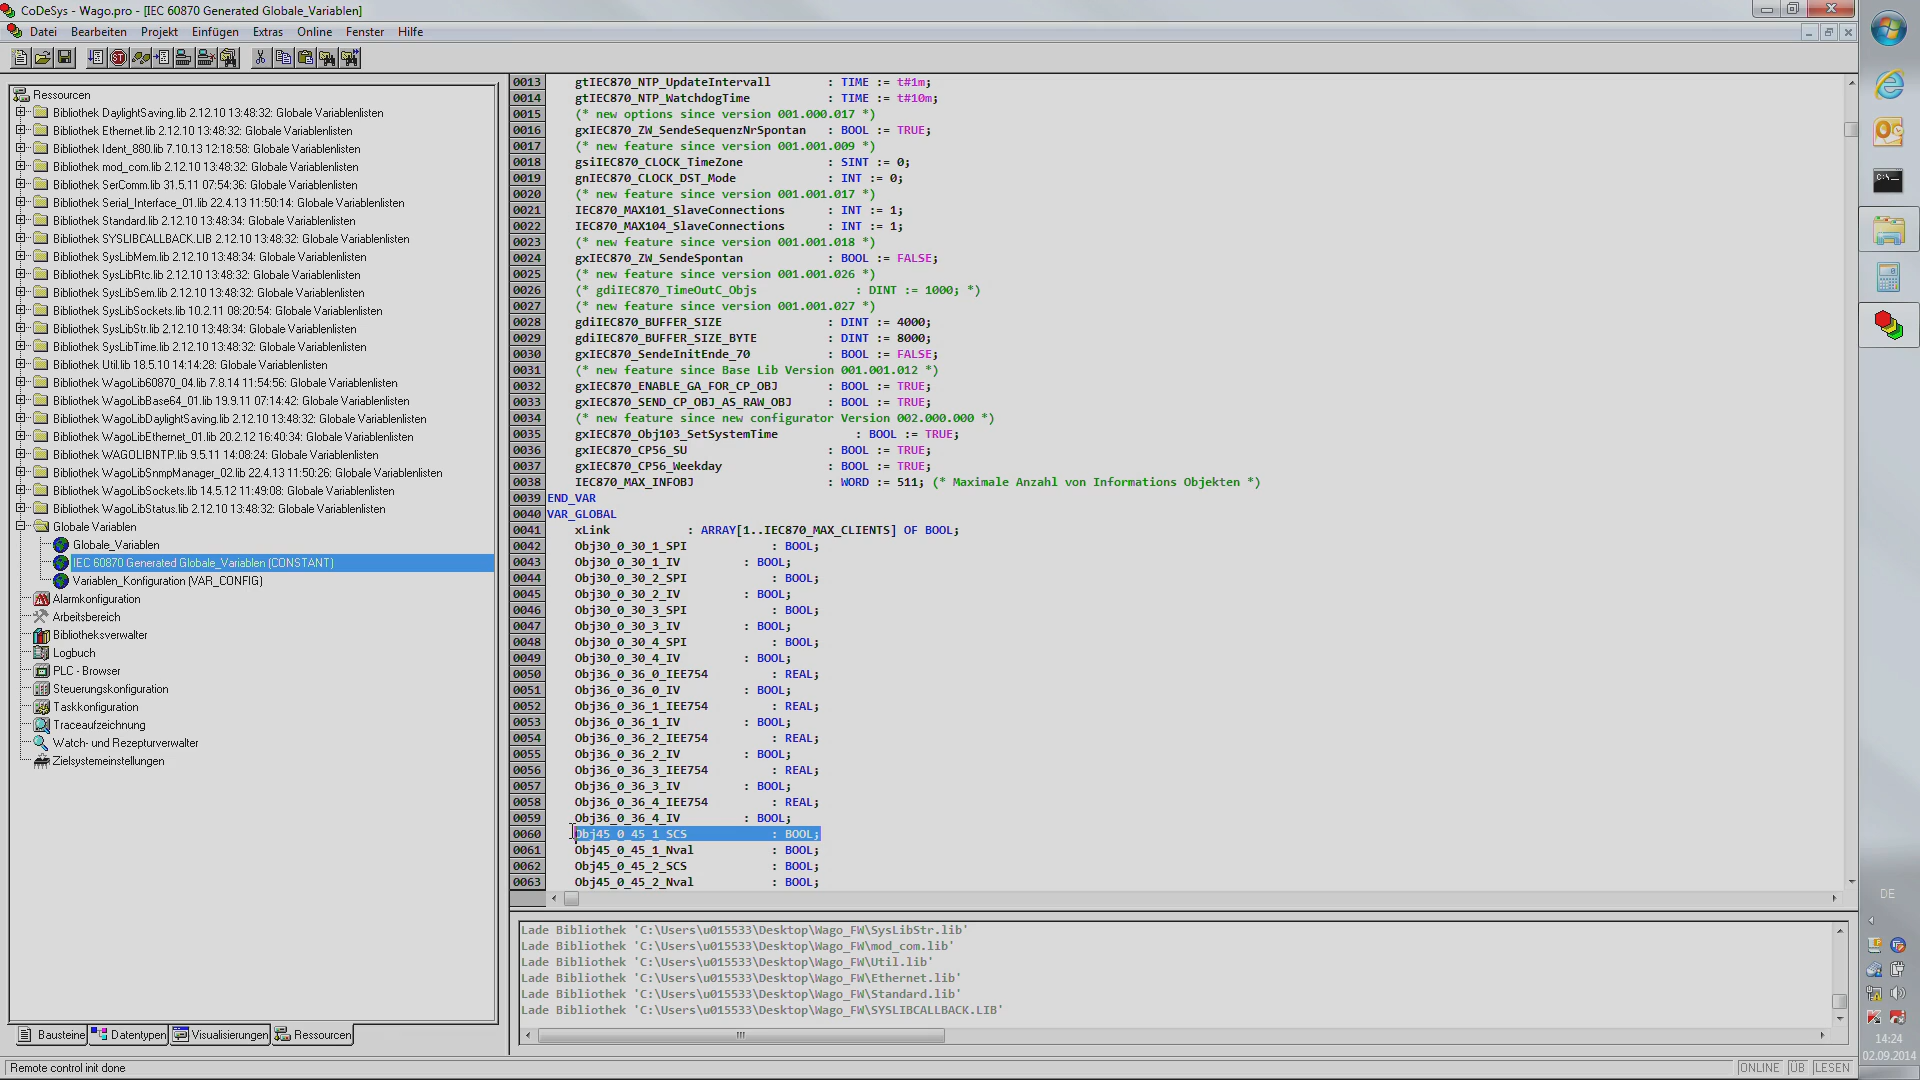 CoDeSys - Wago.pro - [IEC 60870 Generated Globale_Variablen]
Datei Bearbeiten Projekt Einfügen Extras Online Fenster Hilfe
Ressourcen
Bibliothek DaylightSaving.lib 2.12.10 13:48:32: Globale Variablenlisten
Bibliothek Ethernet.lib 2.12.10 13:48:32: Globale Variablenlisten
Bibliothek Ident_880.lib 7.10.13 12:18:58: Globale Variablenlisten
Bibliothek mod_com.lib 2.12.10 13:48:32: Globale Variablenlisten
Bibliothek SerComm.lib 31.5.11 07:54:36: Globale Variablenlisten
Bibliothek Serial_Interface_01.lib 22.4.13 11:50:14: Globale Variablenlisten
Bibliothek Standard.lib 2.12.10 13:48:34: Globale Variablenlisten
Bibliothek SYSLIBCALLBACK.LIB 2.12.10 13:48:32: Globale Variablenlisten
Bibliothek SysLibMem.lib 2.12.10 13:48:34: Globale Variablenlisten
Bibliothek SysLibRtc.lib 2.12.10 13:48:32: Globale Variablenlisten
Bibliothek SysLibSem.lib 2.12.10 13:48:32: Globale Variablenlisten
Bibliothek SysLibSockets.lib 10.2.11 08:20:54: Globale Variablenlisten
Bibliothek SysLibStr.lib 2.12.10 13:48:34: Globale Variablenlisten
Bibliothek SysLibTime.lib 2.12.10 13:48:32: Globale Variablenlisten
Bibliothek Util.lib 18.5.10 14:14:28: Globale Variablenlisten
Bibliothek WagoLib60870_04.lib 7.8.14 11:54:56: Globale Variablenlisten
Bibliothek WagoLibBase64_01.lib 19.9.11 07:14:42: Globale Variablenlisten
Bibliothek WagoLibDaylightSaving.lib 2.12.10 13:48:32: Globale Variablenlisten
Bibliothek WagoLibEthernet_01.lib 20.2.12 16:40:34: Globale Variablenlisten
Bibliothek WAGOLIBNTP.lib 9.5.11 14:08:24: Globale Variablenlisten
Bibliothek WagoLibSnmpManager_02.lib 22.4.13 11:50:26: Globale Variablenlisten
Bibliothek WagoLibSockets.lib 14.5.12 11:49:08: Globale Variablenlisten
Bibliothek WagoLibStatus.lib 2.12.10 13:48:32: Globale Variablenlisten
Globale Variablen
Globale_Variablen
IEC 60870 Generated Globale_Variablen (CONSTANT)
Variablen_Konfiguration (VAR_CONFIG)
Alarmkonfiguration
Arbeitsbereich
Bibliotheksverwalter
Logbuch
PLC - Browser
Steuerungskonfiguration
Taskkonfiguration
Traceaufzeichnung
Watch- und Rezepturverwalter
Zielsystemeinstellungen
Bausteine Datentypen Visualisierungen Ressourcen
0013 gtIEC870_NTP_UpdateIntervall : TIME := t#1m;
0014 gtIEC870_NTP_WatchdogTime : TIME := t#10m;
0015 (* new options since version 001.000.017 *)
0016 gxIEC870_ZW_SendeSequenzNrSpontan : BOOL := TRUE;
0017 (* new feature since version 001.001.009 *)
0018 gsiIEC870_CLOCK_TimeZone : SINT := 0;
0019 gnIEC870_CLOCK_DST_Mode : INT := 0;
0020 (* new feature since version 001.001.017 *)
0021 IEC870_MAX101_SlaveConnections : INT := 1;
0022 IEC870_MAX104_SlaveConnections : INT := 1;
0023 (* new feature since version 001.001.018 *)
0024 gxIEC870_ZW_SendeSpontan : BOOL := FALSE;
0025 (* new feature since version 001.001.026 *)
0026 (* gdiIEC870_TimeOutC_Objs : DINT := 1000; *)
0027 (* new feature since version 001.001.027 *)
0028 gdiIEC870_BUFFER_SIZE : DINT := 4000;
0029 gdiIEC870_BUFFER_SIZE_BYTE : DINT := 8000;
0030 gxIEC870_SendeInitEnde_70 : BOOL := FALSE;
0031 (* new feature since Base Lib Version 001.001.012 *)
0032 gxIEC870_ENABLE_GA_FOR_CP_OBJ : BOOL := TRUE;
0033 gxIEC870_SEND_CP_OBJ_AS_RAW_OBJ : BOOL := TRUE;
0034 (* new feature since new configurator Version 002.000.000 *)
0035 gxIEC870_Obj103_SetSystemTime : BOOL := TRUE;
0036 gxIEC870_CP56_SU : BOOL := TRUE;
0037 gxIEC870_CP56_Weekday : BOOL := TRUE;
0038 IEC870_MAX_INFOBJ : WORD := 511; (* Maximale Anzahl von Informations Objekten *)
0039 END_VAR
0040 VAR_GLOBAL
0041 xLink : ARRAY[1..IEC870_MAX_CLIENTS] OF BOOL;
0042 Obj30_0_30_1_SPI : BOOL;
0043 Obj30_0_30_1_IV : BOOL;
0044 Obj30_0_30_2_SPI : BOOL;
0045 Obj30_0_30_2_IV : BOOL;
0046 Obj30_0_30_3_SPI : BOOL;
0047 Obj30_0_30_3_IV : BOOL;
0048 Obj30_0_30_4_SPI : BOOL;
0049 Obj30_0_30_4_IV : BOOL;
0050 Obj36_0_36_0_IEE754 : REAL;
0051 Obj36_0_36_0_IV : BOOL;
0052 Obj36_0_36_1_IEE754 : REAL;
0053 Obj36_0_36_1_IV : BOOL;
0054 Obj36_0_36_2_IEE754 : REAL;
0055 Obj36_0_36_2_IV : BOOL;
0056 Obj36_0_36_3_IEE754 : REAL;
0057 Obj36_0_36_3_IV : BOOL;
0058 Obj36_0_36_4_IEE754 : REAL;
0059 Obj36_0_36_4_IV : BOOL;
0060 Obj45_0_45_1_SCS : BOOL;
0061 Obj45_0_45_1_Nval : BOOL;
0062 Obj45_0_45_2_SCS : BOOL;
0063 Obj45_0_45_2_Nval : BOOL;
Lade Bibliothek 'C:\Users\u015533\Desktop\Wago_FW\SysLibStr.lib'
Lade Bibliothek 'C:\Users\u015533\Desktop\Wago_FW\mod_com.lib'
Lade Bibliothek 'C:\Users\u015533\Desktop\Wago_FW\Util.lib'
Lade Bibliothek 'C:\Users\u015533\Desktop\Wago_FW\Ethernet.lib'
Lade Bibliothek 'C:\Users\u015533\Desktop\Wago_FW\Standard.lib'
Lade Bibliothek 'C:\Users\u015533\Desktop\Wago_FW\SYSLIBCALLBACK.LIB'
Remote control init done
ONLINE ÜB LESEN
DE
14:24
02.09.2014